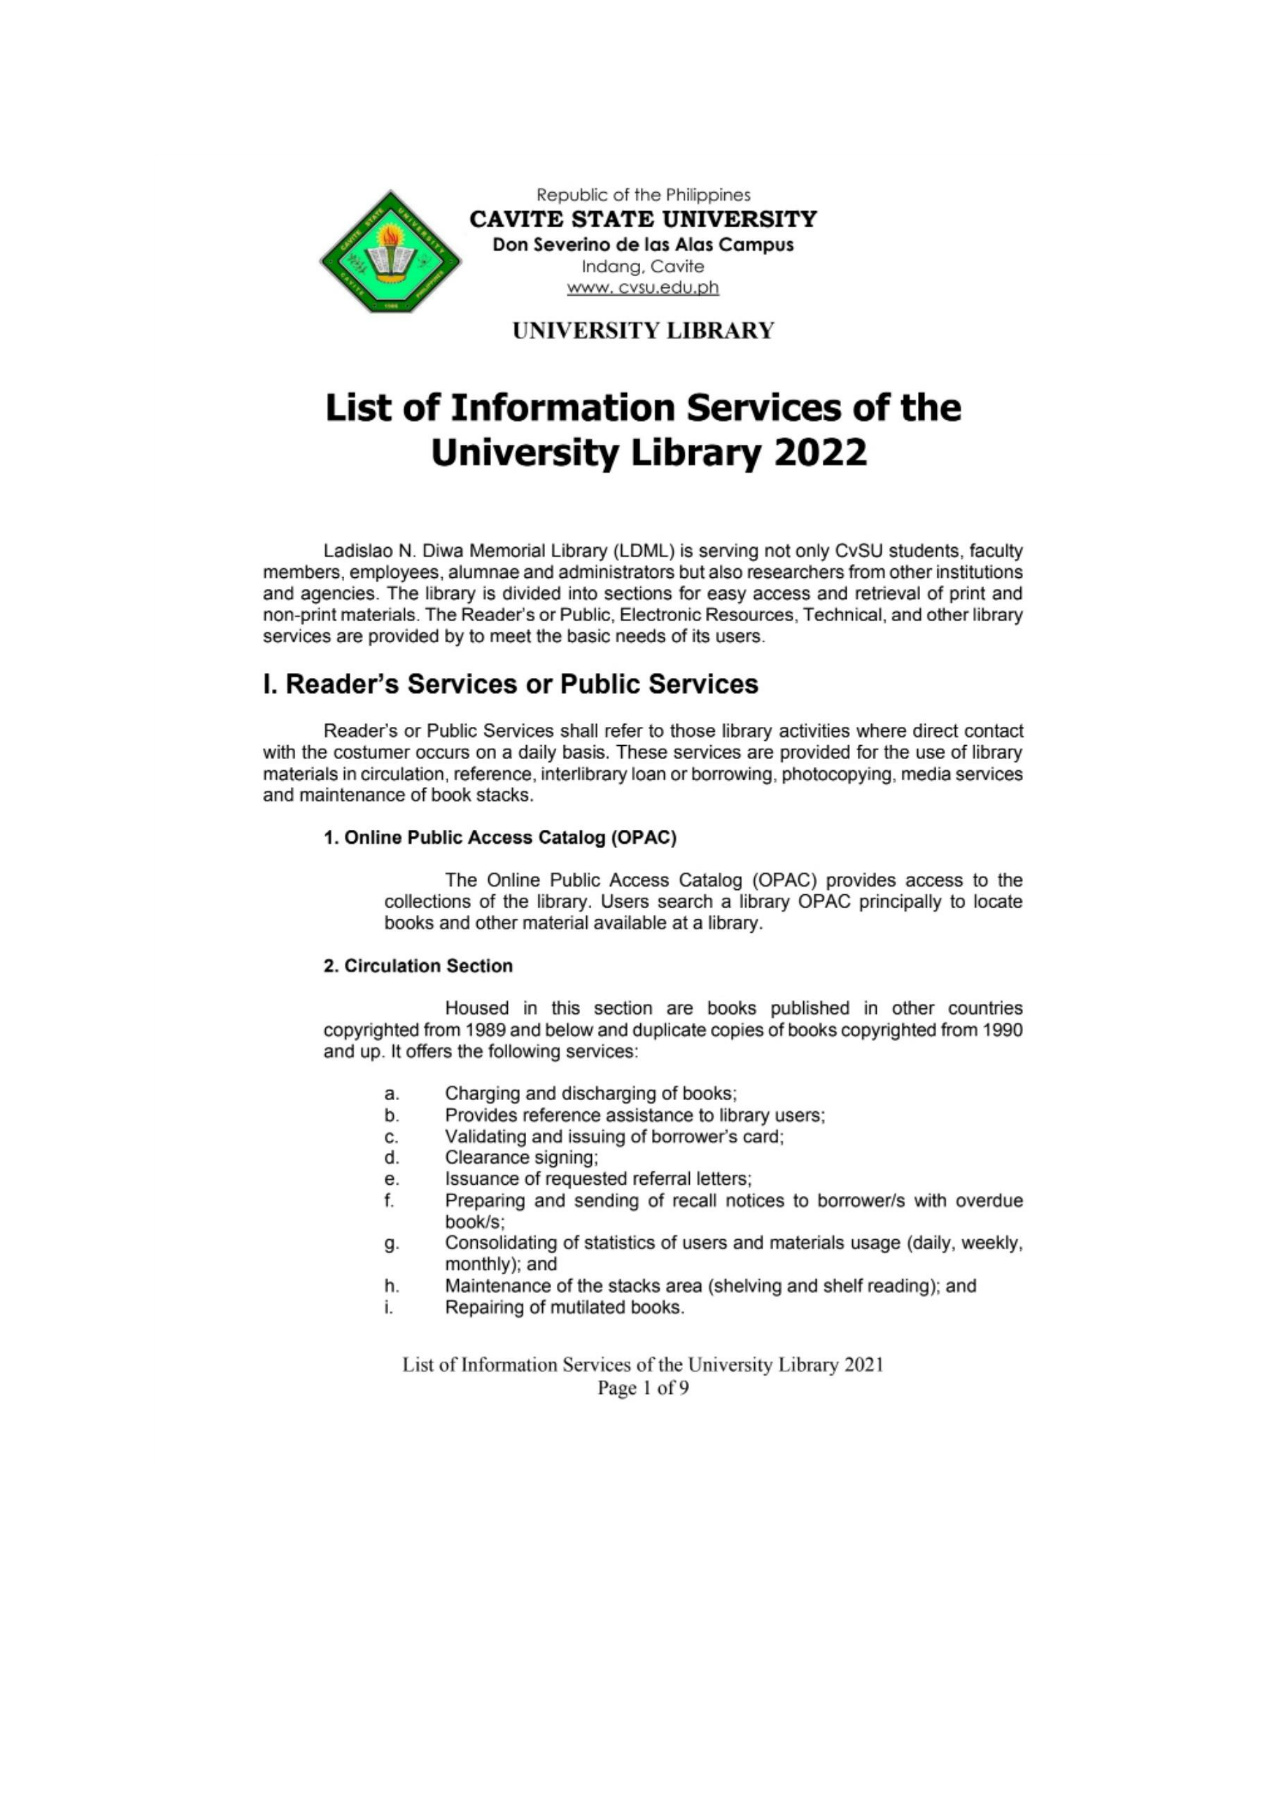 Republic of the Philippines
CAVITE STATE UNIVERSITY
Don Severino de las Alas Campus
Indang, Cavite
www. cvsu.edu.ph
CAVITE STATE UNIVERSITY
CAVITE PHILIPPINES
1906
UNIVERSITY LIBRARY
List of Information Services of the
University Library 2022
Ladislao N. Diwa Memorial Library (LDML) is serving not only CvSU students, faculty
members, employees, alumnae and administrators but also researchers from other institutions
and agencies. The library is divided into sections for easy access and retrieval of print and
non-print materials. The Reader’s or Public, Electronic Resources, Technical, and other library
services are provided by to meet the basic needs of its users.
I. Reader’s Services or Public Services
Reader’s or Public Services shall refer to those library activities where direct contact
with the costumer occurs on a daily basis. These services are provided for the use of library
materials in circulation, reference, interlibrary loan or borrowing, photocopying, media services
and maintenance of book stacks.
1. Online Public Access Catalog (OPAC)
The Online Public Access Catalog (OPAC) provides access to the
collections of the library. Users search a library OPAC principally to locate
books and other material available at a library.
2. Circulation Section
Housed in this section are books published in other countries
copyrighted from 1989 and below and duplicate copies of books copyrighted from 1990
and up. It offers the following services:
a. Charging and discharging of books;
b. Provides reference assistance to library users;
c. Validating and issuing of borrower’s card;
d. Clearance signing;
e. Issuance of requested referral letters;
f. Preparing and sending of recall notices to borrower/s with overdue
book/s;
g. Consolidating of statistics of users and materials usage (daily, weekly,
monthly); and
h. Maintenance of the stacks area (shelving and shelf reading); and
i. Repairing of mutilated books.
List of Information Services of the University Library 2021
Page 1 of 9